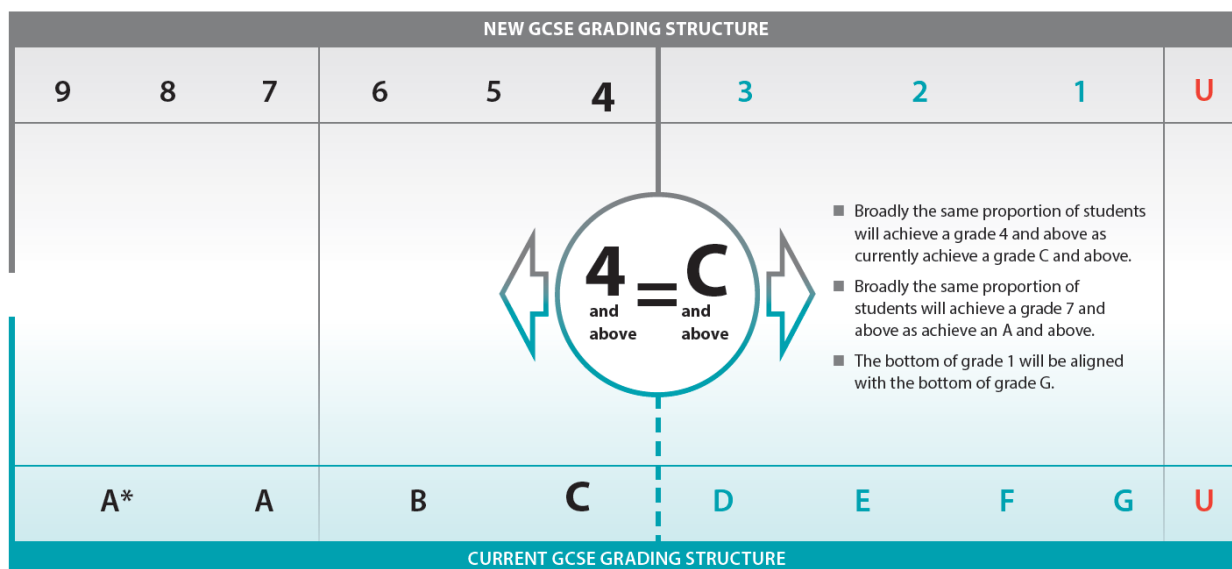 NEW GCSE GRADING STRUCTURE
9 8 7 6 5 4 3 2 1 U
4 = C
and above and above
Broadly the same proportion of students
will achieve a grade 4 and above as
currently achieve a grade C and above.
Broadly the same proportion of
students will achieve a grade 7 and
above as achieve an A and above.
The bottom of grade 1 will be aligned
with the bottom of grade G.
A* A B C D E F G U
CURRENT GCSE GRADING STRUCTURE